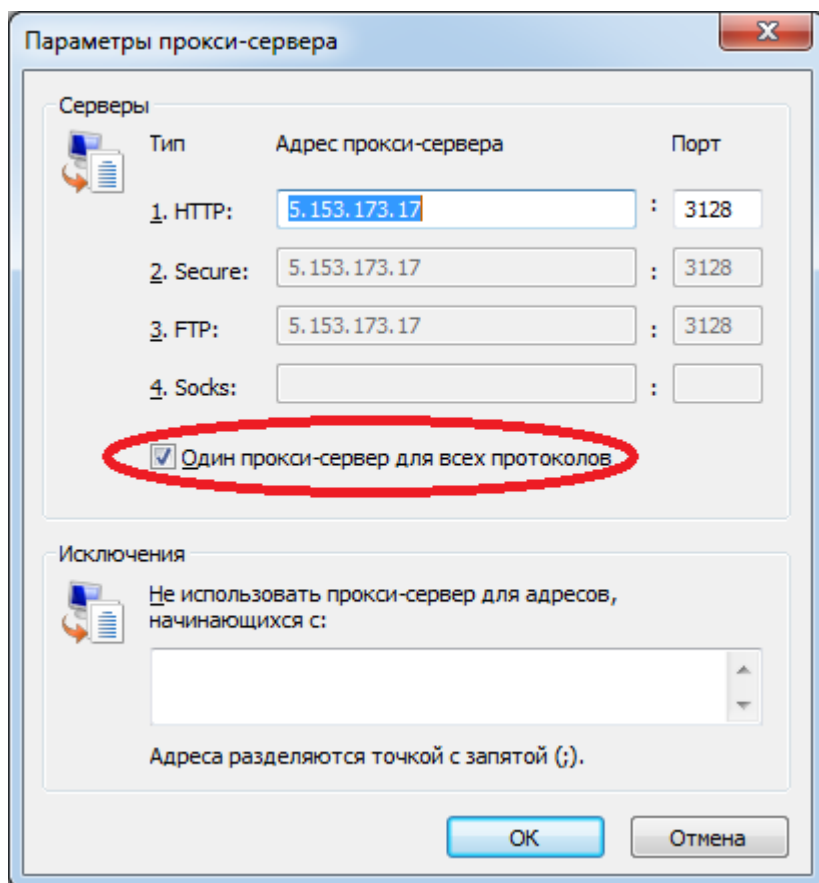 Параметры прокси-сервера
Серверы
Тип Адрес прокси-сервера Порт
1. HTTP: 5.153.173.17 : 3128
2. Secure: 5.153.173.17 : 3128
3. FTP: 5.153.173.17 : 3128
4. Socks: :
Один прокси-сервер для всех протоколов
Исключения
Не использовать прокси-сервер для адресов,
начинающихся с:
Адреса разделяются точкой с запятой (;).
OK Отмена